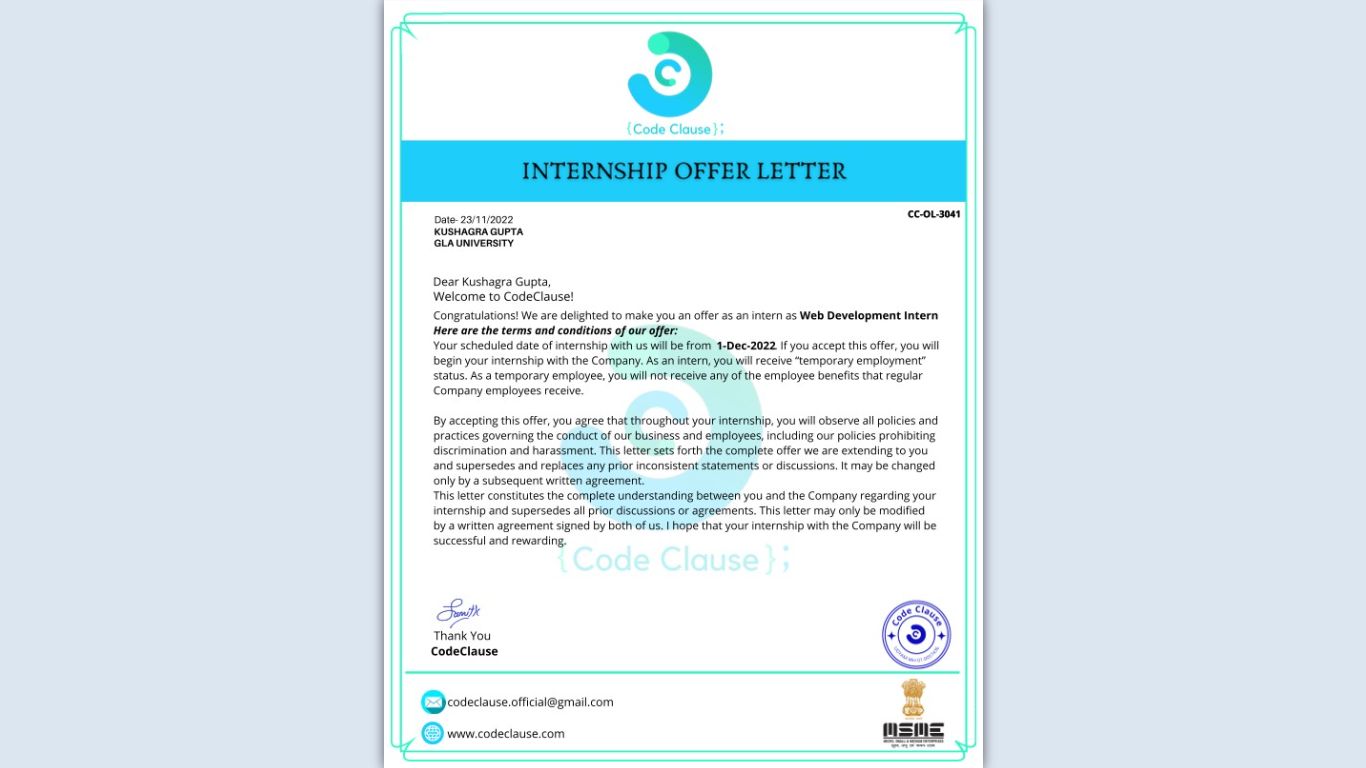 {Code Clause};
INTERNSHIP OFFER LETTER
CC-OL-3041
Date- 23/11/2022
KUSHAGRA GUPTA
GLA UNIVERSITY
Dear Kushagra Gupta,
Welcome to CodeClause!
Congratulations! We are delighted to make you an offer as an intern as Web Development Intern
Here are the terms and conditions of our offer:
Your scheduled date of internship with us will be from 1-Dec-2022. If you accept this offer, you will
begin your internship with the Company. As an intern, you will receive “temporary employment”
status. As a temporary employee, you will not receive any of the employee benefits that regular
Company employees receive.
By accepting this offer, you agree that throughout your internship, you will observe all policies and
practices governing the conduct of our business and employees, including our policies prohibiting
discrimination and harassment. This letter sets forth the complete offer we are extending to you
and supersedes and replaces any prior inconsistent statements or discussions. It may be changed
only by a subsequent written agreement.
This letter constitutes the complete understanding between you and the Company regarding your
internship and supersedes all prior discussions or agreements. This letter may only be modified
by a written agreement signed by both of us. I hope that your internship with the Company will be
successful and rewarding.
{Code Clause};
Thank You
CodeClause
Code Clause
codeclause.official@gmail.com
www.codeclause.com
MSME
MICRO, SMALL & MEDIUM ENTERPRISES